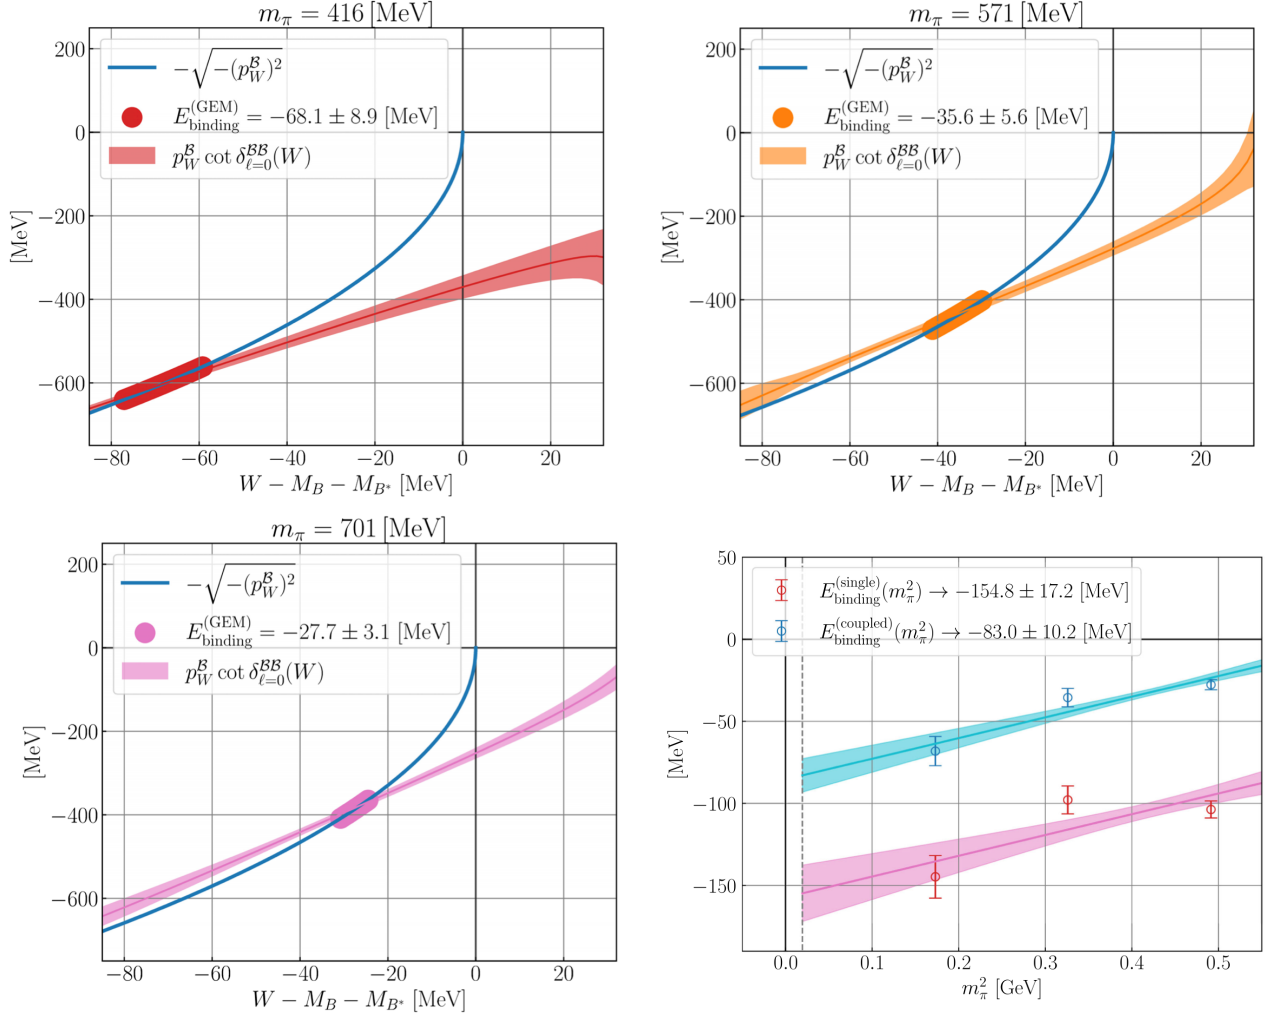 m_π = 416 [MeV]
200
0
−200
−400
−600
[MeV]
−√−(p_W^ℬ)²
E_binding^(GEM) = −68.1 ± 8.9 [MeV]
p_W^ℬ cot δ_{ℓ=0}^{ℬℬ}(W)
−80 −60 −40 −20 0 20
W − M_B − M_{B*} [MeV]
m_π = 571 [MeV]
200
0
−200
−400
−600
[MeV]
−√−(p_W^ℬ)²
E_binding^(GEM) = −35.6 ± 5.6 [MeV]
p_W^ℬ cot δ_{ℓ=0}^{ℬℬ}(W)
−80 −60 −40 −20 0 20
W − M_B − M_{B*} [MeV]
m_π = 701 [MeV]
200
0
−200
−400
−600
[MeV]
−√−(p_W^ℬ)²
E_binding^(GEM) = −27.7 ± 3.1 [MeV]
p_W^ℬ cot δ_{ℓ=0}^{ℬℬ}(W)
−80 −60 −40 −20 0 20
W − M_B − M_{B*} [MeV]
50
0
−50
−100
−150
[MeV]
E_binding^(single)(m_π²) → −154.8 ± 17.2 [MeV]
E_binding^(coupled)(m_π²) → −83.0 ± 10.2 [MeV]
0.0 0.1 0.2 0.3 0.4 0.5
m_π² [GeV]